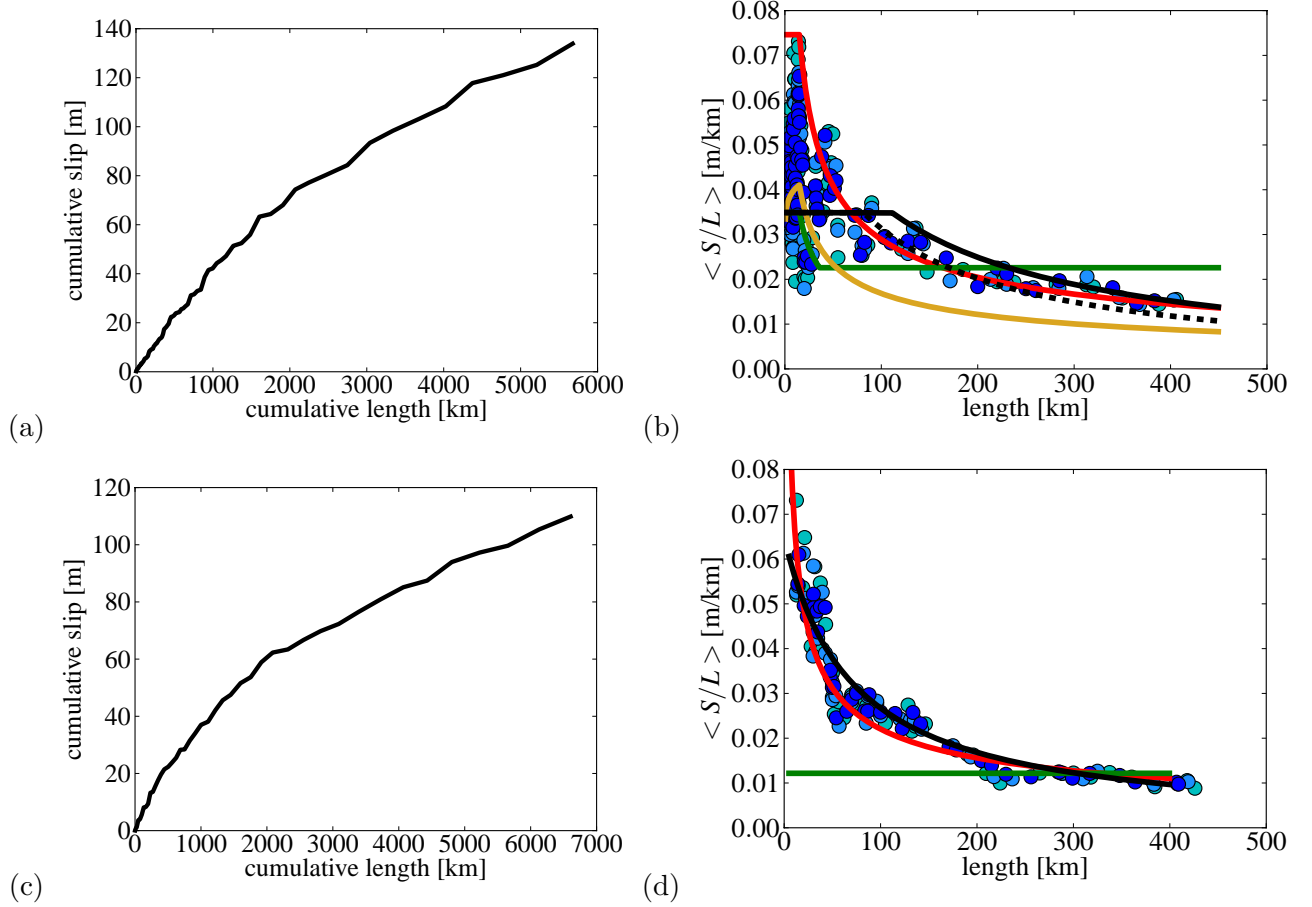 cumulative slip [m]
140
120
100
80
60
40
20
0
0 1000 2000 3000 4000 5000 6000
cumulative length [km]
(a)
< S/L > [m/km]
0.08
0.07
0.06
0.05
0.04
0.03
0.02
0.01
0.00
0 100 200 300 400 500
length [km]
(b)
cumulative slip [m]
120
100
80
60
40
20
0
0 1000 2000 3000 4000 5000 6000 7000
cumulative length [km]
(c)
< S/L > [m/km]
0.08
0.07
0.06
0.05
0.04
0.03
0.02
0.01
0.00
0 100 200 300 400 500
length [km]
(d)